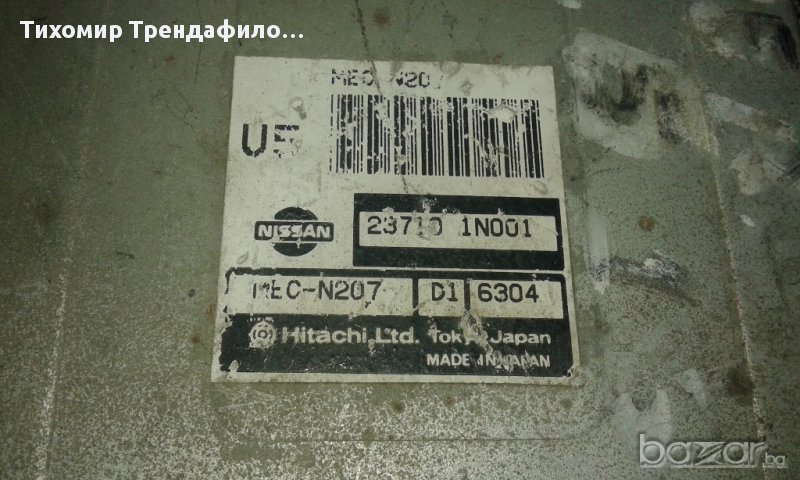 Тихомир Трендафило...
MEC-N207
U5
NISSAN
23710 1N001
MEC-N207 D1 6304
Hitachi, Ltd. Tokyo Japan
MADE IN JAPAN
bazar.bg